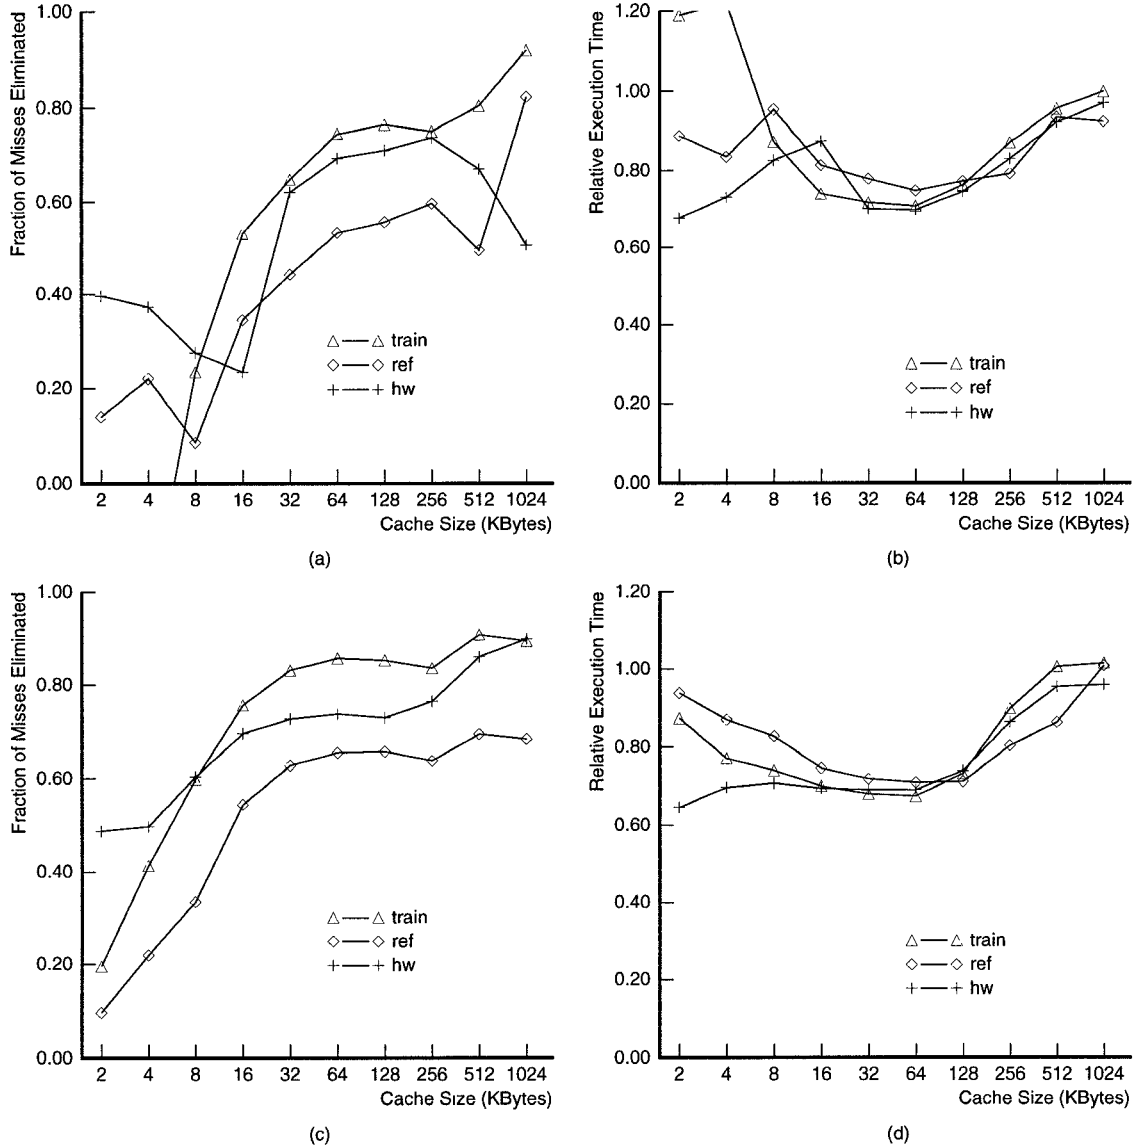 Fraction of Misses Eliminated
1.00
0.80
0.60
0.40
0.20
0.00
train
ref
hw
2 4 8 16 32 64 128 256 512 1024
Cache Size (KBytes)
(a)
Relative Execution Time
1.20
1.00
0.80
0.60
0.40
0.20
0.00
train
ref
hw
2 4 8 16 32 64 128 256 512 1024
Cache Size (KBytes)
(b)
Fraction of Misses Eliminated
1.00
0.80
0.60
0.40
0.20
0.00
train
ref
hw
2 4 8 16 32 64 128 256 512 1024
Cache Size (KBytes)
(c)
Relative Execution Time
1.20
1.00
0.80
0.60
0.40
0.20
0.00
train
ref
hw
2 4 8 16 32 64 128 256 512 1024
Cache Size (KBytes)
(d)